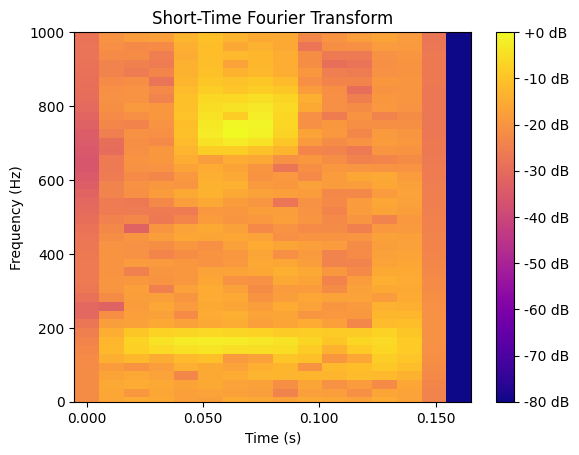 Short-Time Fourier Transform
1000
800
600
400
200
0
Frequency (Hz)
0.000
0.050
0.100
0.150
Time (s)
+0 dB
-10 dB
-20 dB
-30 dB
-40 dB
-50 dB
-60 dB
-70 dB
-80 dB